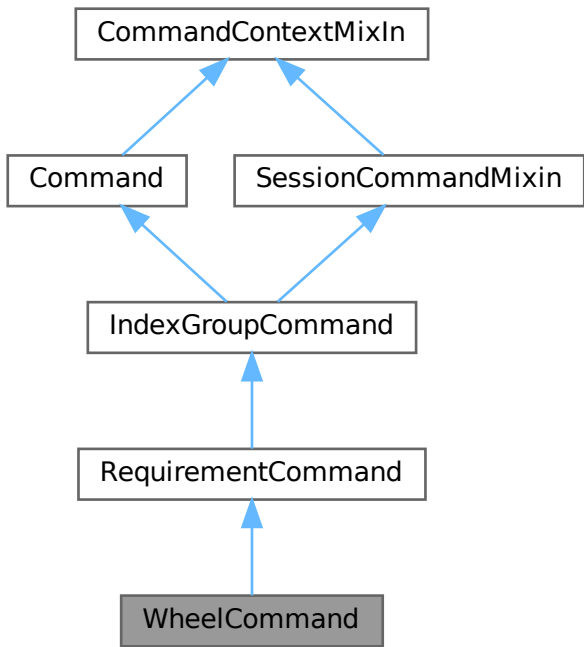 CommandContextMixIn
Command
SessionCommandMixin
IndexGroupCommand
RequirementCommand
WheelCommand